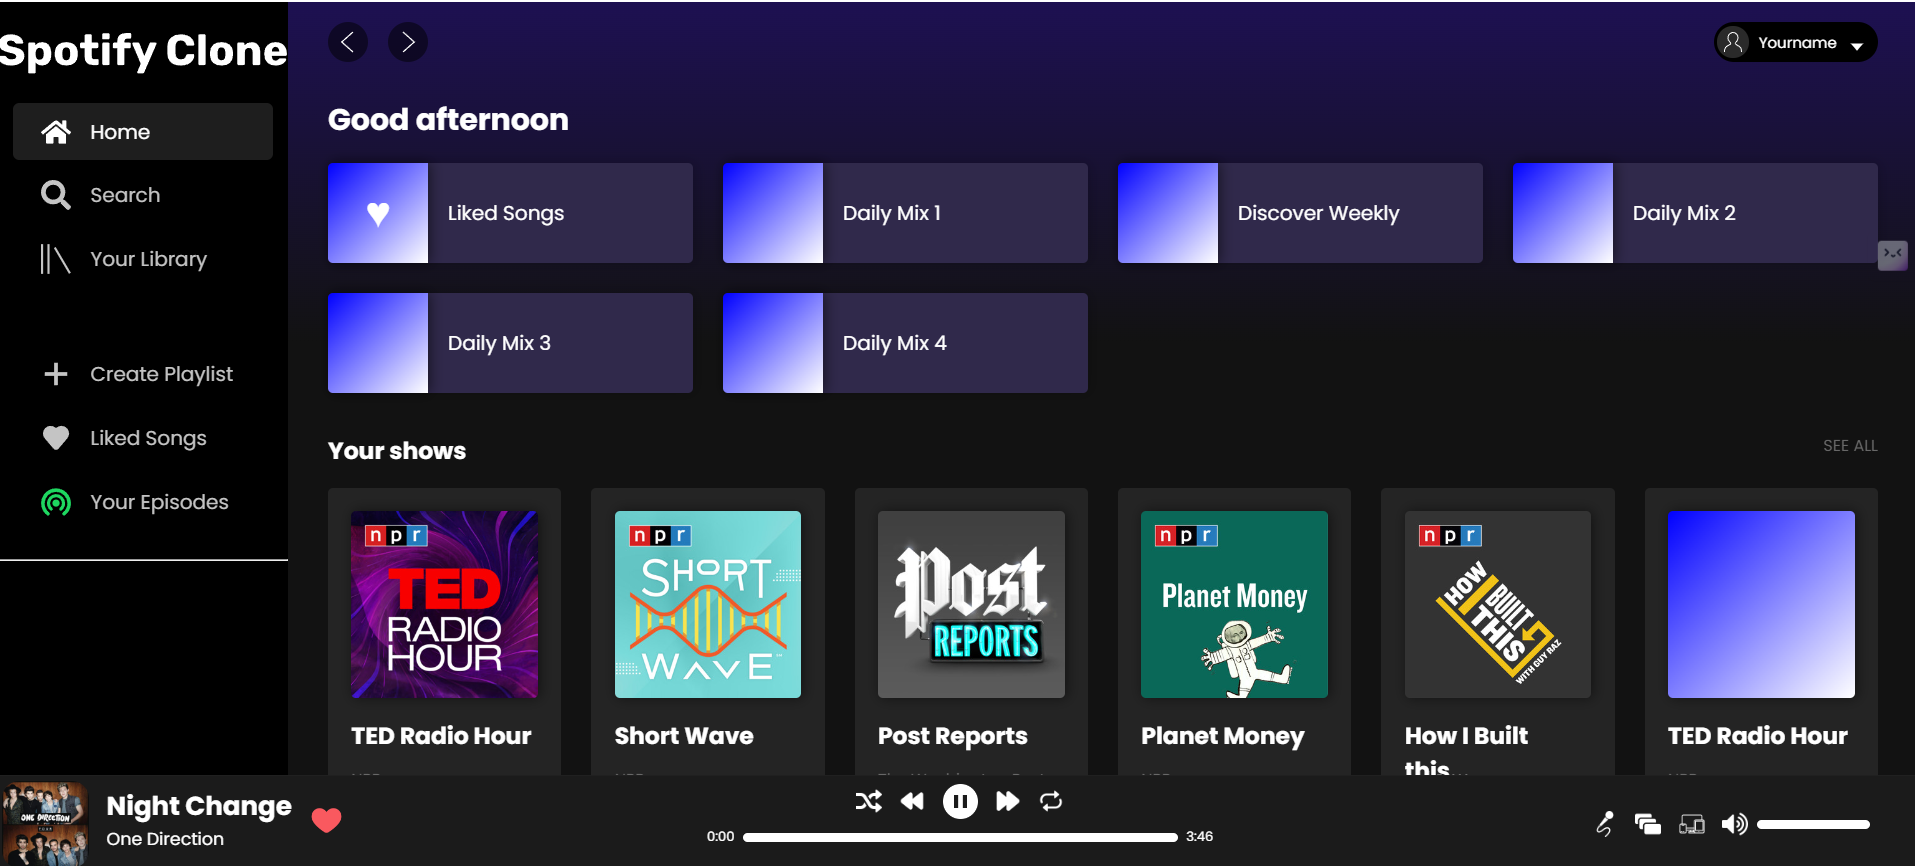 Spotify Clone
Home
Search
Your Library
Create Playlist
Liked Songs
Your Episodes
Yourname
Good afternoon
Liked Songs
Daily Mix 1
Discover Weekly
Daily Mix 2
Daily Mix 3
Daily Mix 4
Your shows
SEE ALL
npr
TED
RADIO
HOUR
TED Radio Hour
npr
SHORT
WAVE
Short Wave
Post
REPORTS
Post Reports
npr
Planet Money
Planet Money
npr
HOW
I BUILT
THIS
WITH GUY RAZ
How I Built
this...
TED Radio Hour
ONE DIRECTION
FOUR
Night Change
One Direction
0:00
3:46